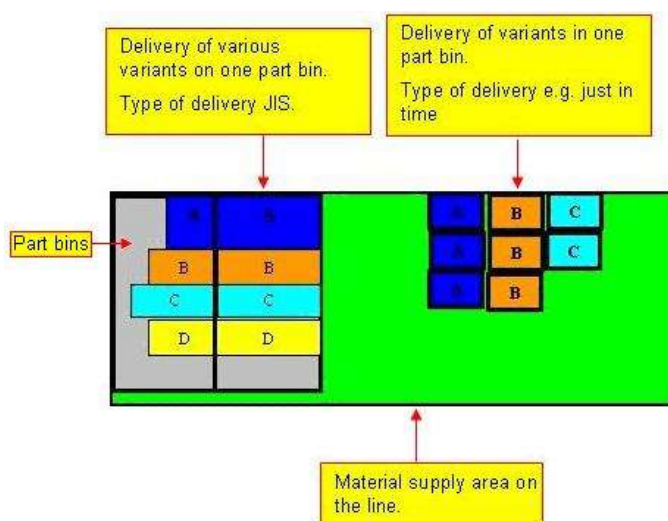 Delivery of various
variants on one part bin.
Type of delivery JIS.
Delivery of variants in one
part bin.
Type of delivery e.g. just in
time
Part bins
A A
B B
C C
D D
A B C
A B C
A B
Material supply area on
the line.